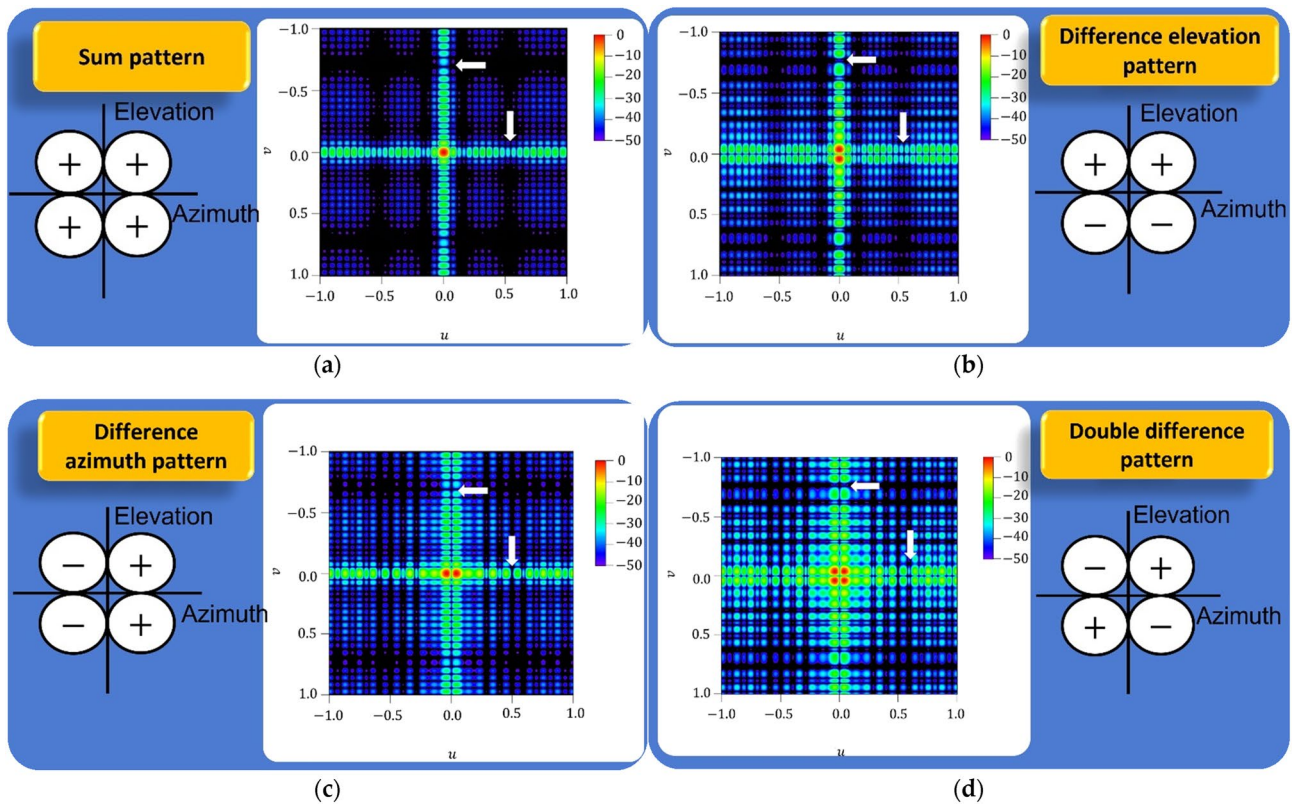 Sum pattern
Elevation
+ +
Azimuth
+ +
−1.0
−0.5
0.0
0.5
1.0
v
−1.0 −0.5 0.0 0.5 1.0
u
0
−10
−20
−30
−40
−50
(a)
Difference elevation
pattern
Elevation
+ +
Azimuth
− −
−1.0
−0.5
0.0
0.5
1.0
v
−1.0 −0.5 0.0 0.5 1.0
u
0
−10
−20
−30
−40
−50
(b)
Difference
azimuth pattern
Elevation
− +
Azimuth
− +
−1.0
−0.5
0.0
0.5
1.0
v
−1.0 −0.5 0.0 0.5 1.0
u
0
−10
−20
−30
−40
−50
(c)
Double difference
pattern
Elevation
− +
Azimuth
+ −
−1.0
−0.5
0.0
0.5
1.0
v
−1.0 −0.5 0.0 0.5 1.0
u
0
−10
−20
−30
−40
−50
(d)